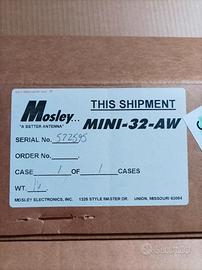 Mosley...
"A BETTER ANTENNA"
THIS SHIPMENT
MINI-32-AW
SERIAL No. 572595
ORDER No.
CASE 1 OF 1 CASES
WT.
MOSLEY ELECTRONICS, INC. 1325 STYLE MASTER DR. UNION, MISSOURI 63084
subito